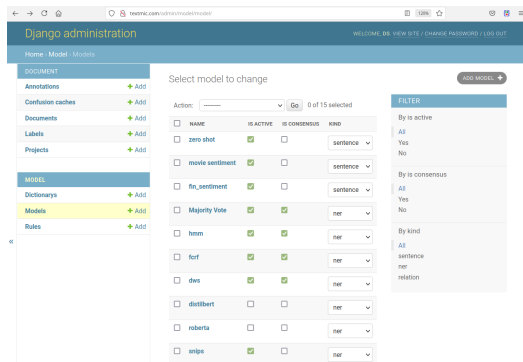 texmic.com/admin/model/model/
120%
Django administration
WELCOME, DS. VIEW SITE / CHANGE PASSWORD / LOG OUT
Home › Model › Models
DOCUMENT
Annotations + Add
Confusion caches + Add
Documents + Add
Labels + Add
Projects + Add
MODEL
Dictionarys + Add
Models + Add
Rules + Add
«
Select model to change
ADD MODEL +
Action: --------- Go 0 of 15 selected
NAME IS ACTIVE IS CONSENSUS KIND
zero shot sentence
movie sentiment sentence
fin_sentiment sentence
Majority Vote ner
hmm ner
fcrf ner
dws ner
distilbert ner
roberta ner
snips ner
FILTER
By is active
All
Yes
No
By is consensus
All
Yes
No
By kind
All
sentence
ner
relation